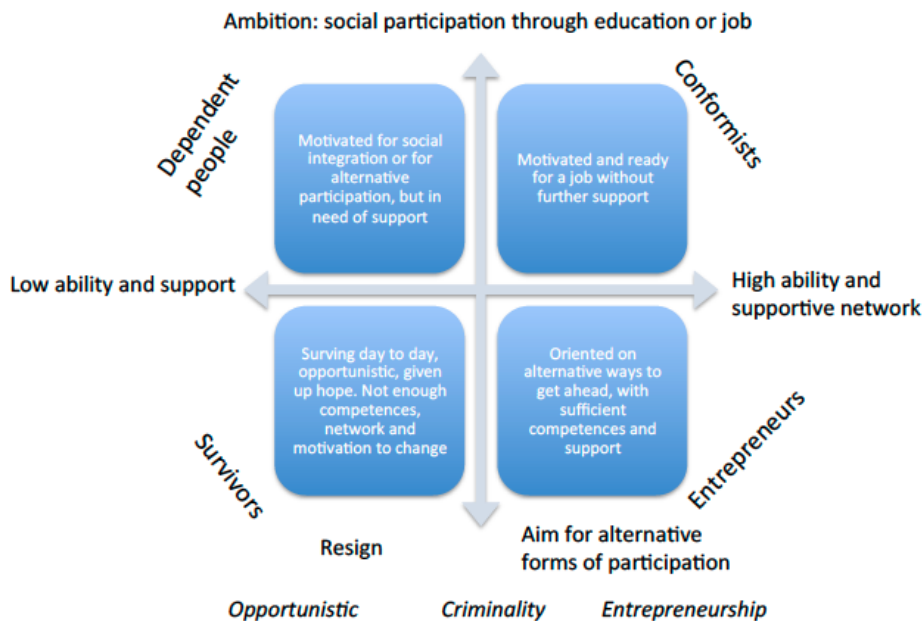 Ambition: social participation through education or job
Dependent
people
Conformists
Motivated for social
integration or for
alternative
participation, but in
need of support
Motivated and ready
for a job without
further support
Low ability and support
High ability and
supportive network
Surving day to day,
opportunistic, given
up hope. Not enough
competences,
network and
motivation to change
Oriented on
alternative ways to
get ahead, with
sufficient
competences and
support
Survivors
Entrepreneurs
Resign
Aim for alternative
forms of participation
Opportunistic
Criminality
Entrepreneurship